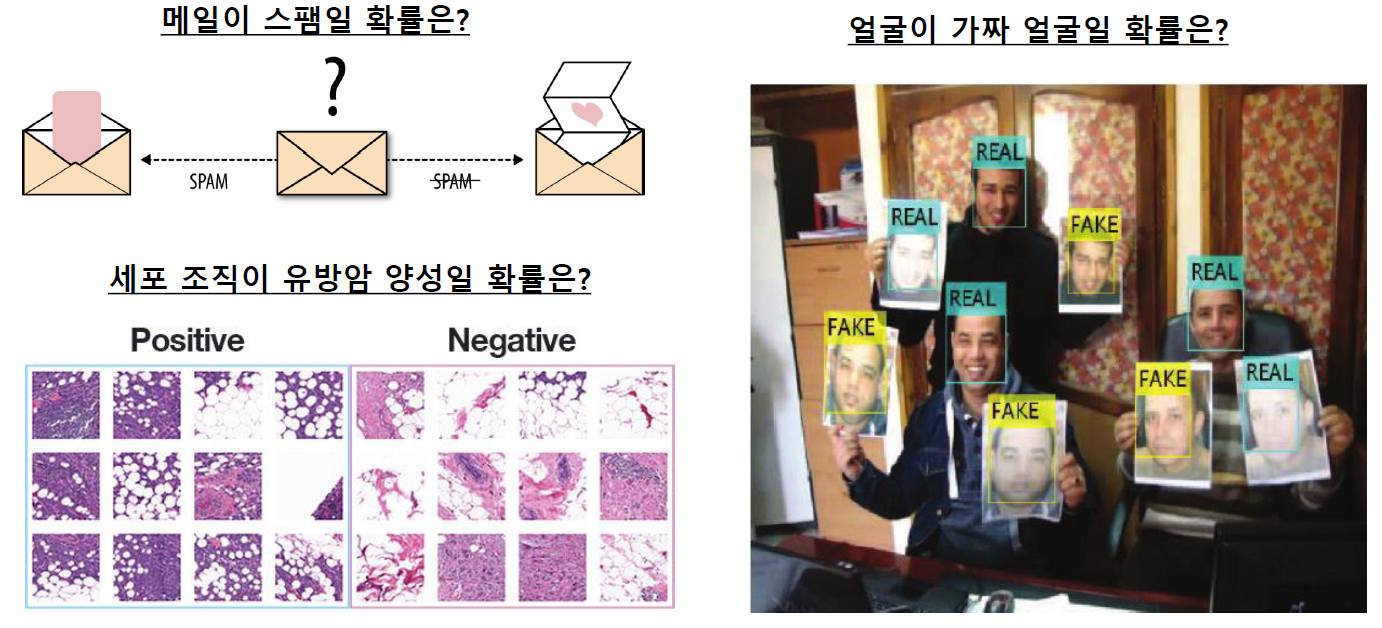 메일이 스팸일 확률은?
?
SPAM
SPAM
세포 조직이 유방암 양성일 확률은?
Positive
Negative
얼굴이 가짜 얼굴일 확률은?
REAL
REAL
FAKE
REAL
REAL
FAKE
FAKE
REAL
FAKE